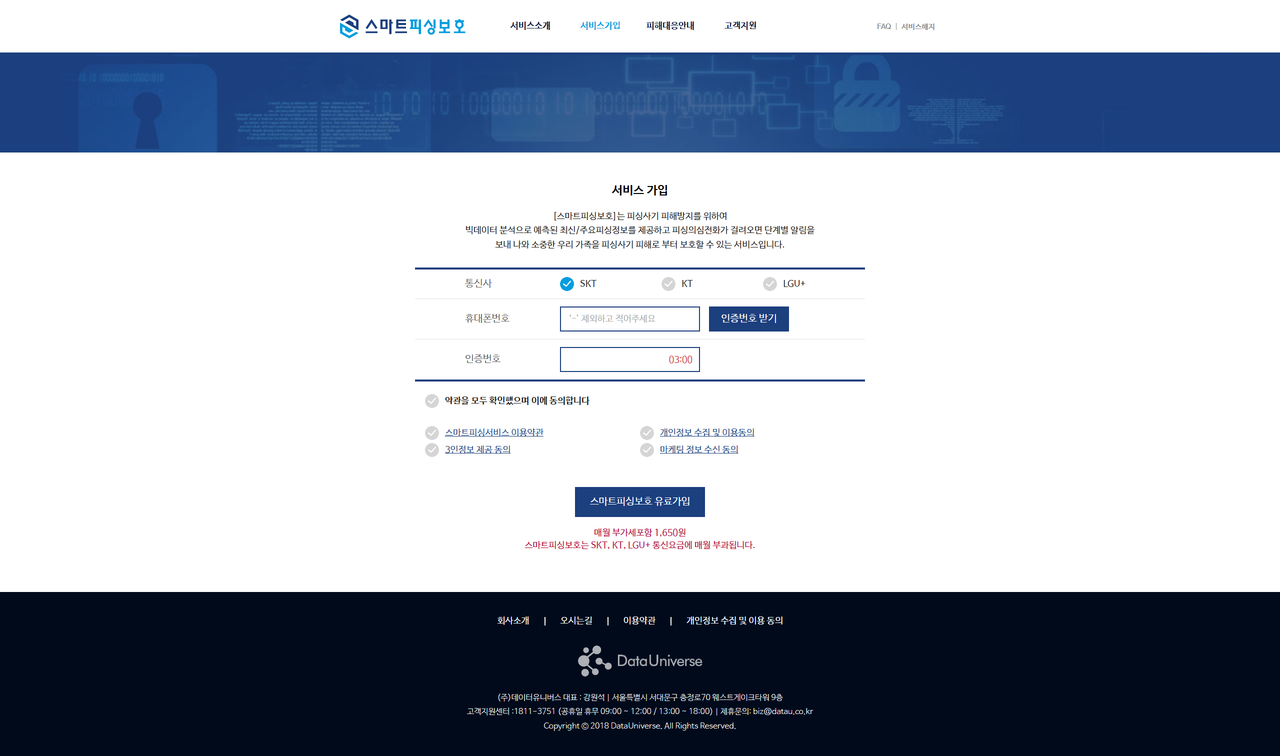 스마트피싱보호
서비스소개 서비스가입 피해대응안내 고객지원
FAQ | 서비스해지
10 10 10 100000010 1000000001010
서비스 가입
[스마트피싱보호]는 피싱사기 피해방지를 위하여
빅데이터 분석으로 예측된 최신/주요피싱정보를 제공하고 피싱의심전화가 걸려오면 단계별 알림을
보내 나와 소중한 우리 가족을 피싱사기 피해로 부터 보호할 수 있는 서비스입니다.
통신사 SKT KT LGU+
휴대폰번호 '-' 제외하고 적어주세요 인증번호 받기
인증번호 03:00
약관을 모두 확인했으며 이에 동의합니다
스마트피싱서비스 이용약관 개인정보 수집 및 이용동의
3인정보 제공 동의 마케팅 정보 수신 동의
스마트피싱보호 유료가입
매월 부가세포함 1,650원
스마트피싱보호는 SKT, KT, LGU+ 통신요금에 매월 부과됩니다.
회사소개 | 오시는길 | 이용약관 | 개인정보 수집 및 이용 동의
DataUniverse
(주)데이터유니버스 대표 : 강원석 | 서울특별시 서대문구 충정로70 웨스트게이크타워 9층
고객지원센터 :1811-3751 (공휴일 휴무 09:00 ~ 12:00 / 13:00 ~ 18:00) | 제휴문의: biz@datau.co.kr
Copyright © 2018 DataUniverse. All Rights Reserved.